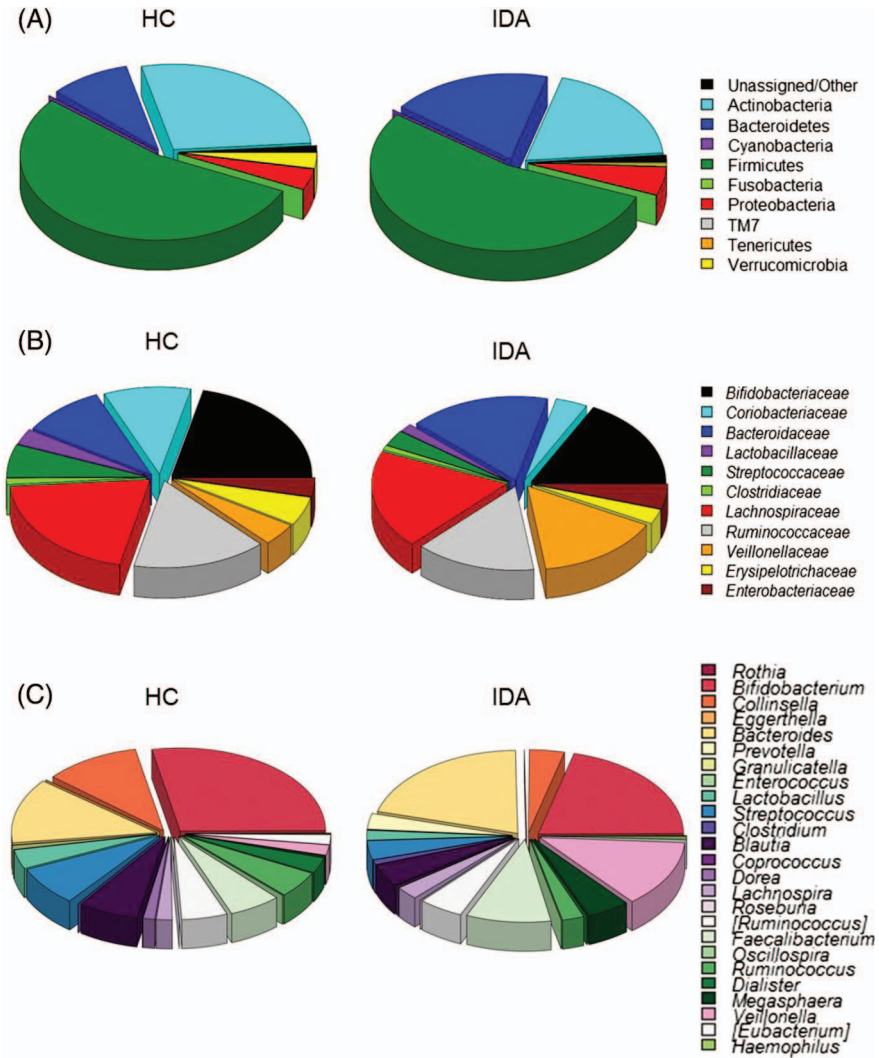 (A)
HC
IDA
Unassigned/Other
Actinobacteria
Bacteroidetes
Cyanobacteria
Firmicutes
Fusobacteria
Proteobacteria
TM7
Tenericutes
Verrucomicrobia
(B)
HC
IDA
Bifidobacteriaceae
Coriobacteriaceae
Bacteroidaceae
Lactobacillaceae
Streptococcaceae
Clostridiaceae
Lachnospiraceae
Ruminococcaceae
Veillonellaceae
Erysipelotrichaceae
Enterobacteriaceae
(C)
HC
IDA
Rothia
Bifidobacterium
Collinsella
Eggerthella
Bacteroides
Prevotella
Granulicatella
Enterococcus
Lactobacillus
Streptococcus
Clostridium
Blautia
Coprococcus
Dorea
Lachnospira
Roseburia
[Ruminococcus]
Faecalibacterium
Oscillospira
Ruminococcus
Dialister
Megasphaera
Veillonella
[Eubacterium]
Haemophilus